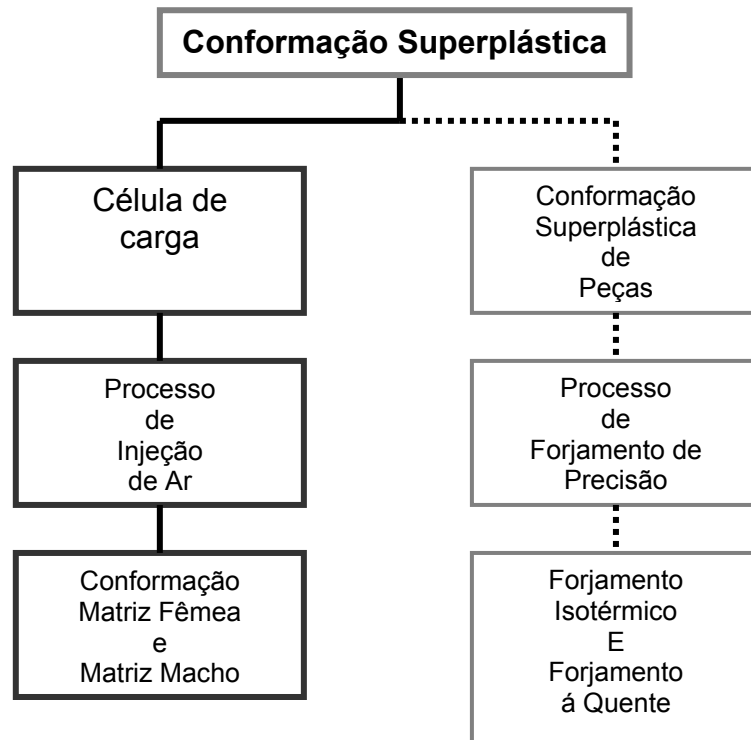 Conformação Superplástica
Célula de
carga
Processo
de
Injeção
de Ar
Conformação
Matriz Fêmea
e
Matriz Macho
Conformação
Superplástica
de
Peças
Processo
de
Forjamento de
Precisão
Forjamento
Isotérmico
E
Forjamento
á Quente